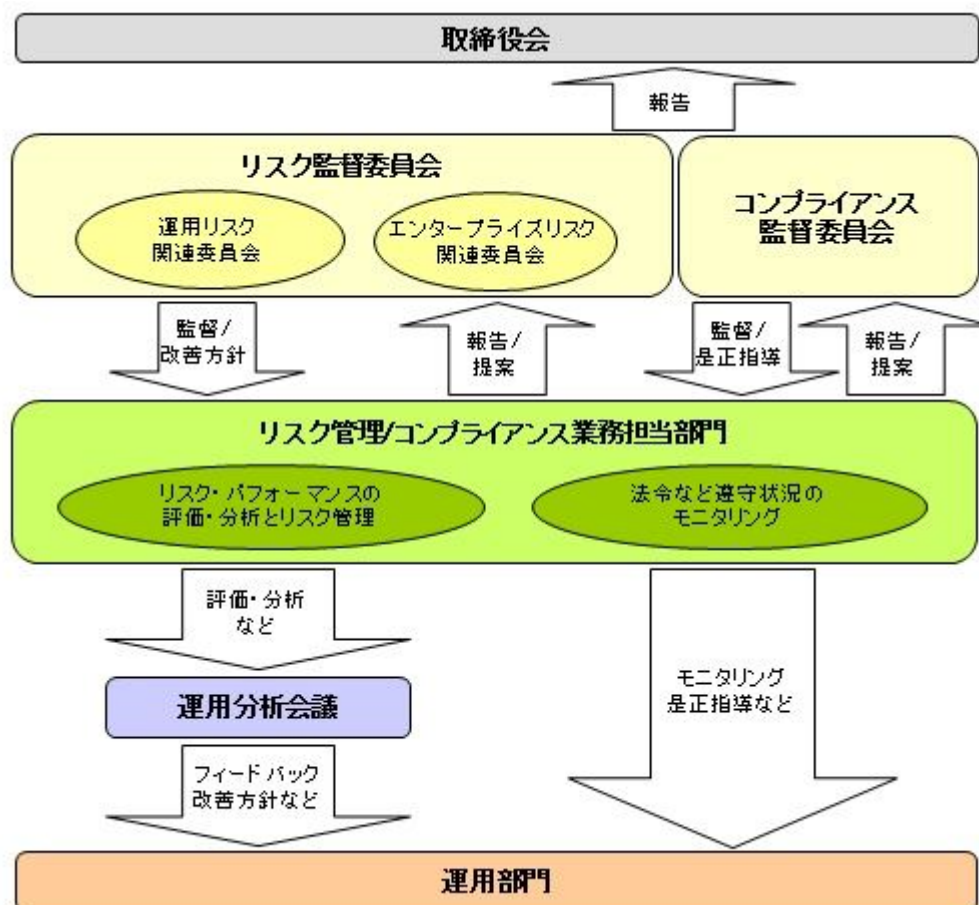 取締役会
報告
リスク監督委員会
運用リスク
関連委員会
エンタープライズリスク
関連委員会
コンプライアンス
監督委員会
監督/
改善方針
報告/
提案
監督/
是正指導
報告/
提案
リスク管理/コンプライアンス業務担当部門
リスク・パフォーマンスの
評価・分析とリスク管理
法令など遵守状況の
モニタリング
評価・分析
など
運用分析会議
モニタリング
是正指導など
フィードバック
改善方針など
運用部門